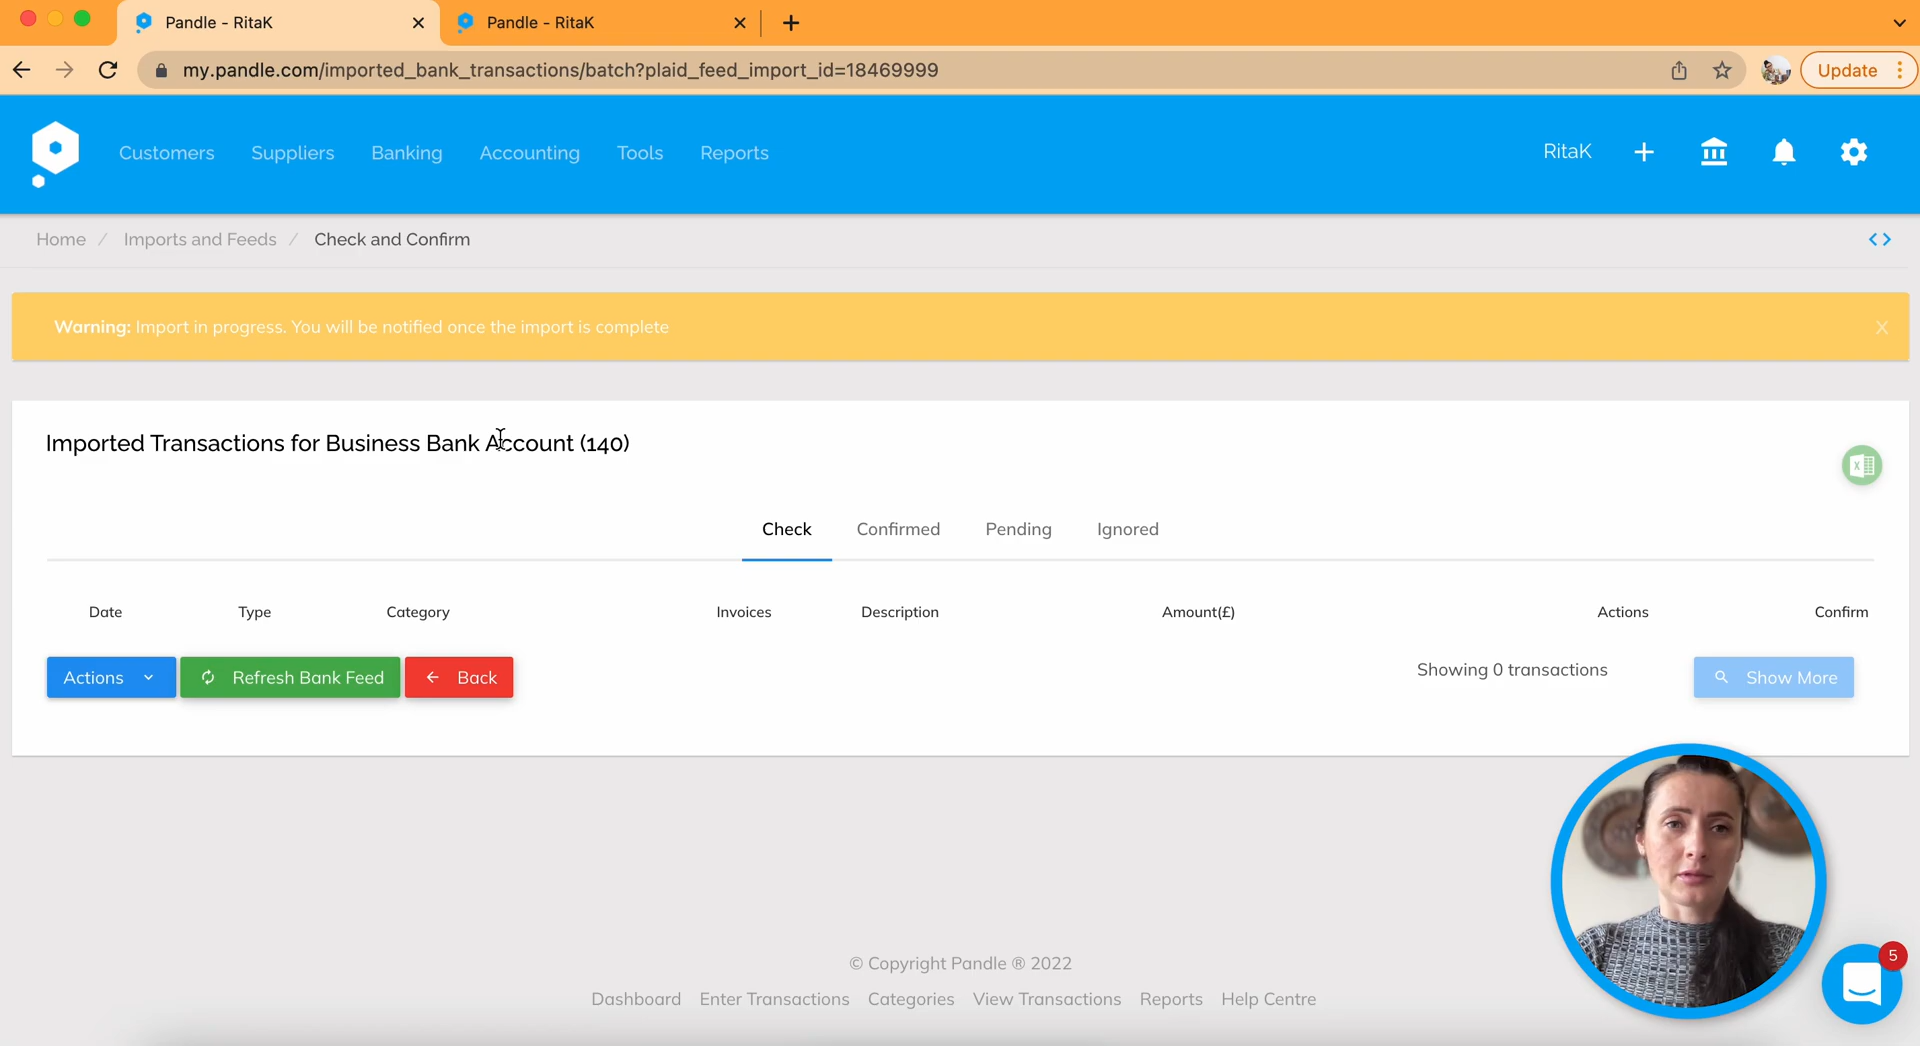 Pandle - RitaK
Pandle - RitaK
my.pandle.com/imported_bank_transactions/batch?plaid_feed_import_id=18469999
Update
Customers Suppliers Banking Accounting Tools Reports
RitaK
Home / Imports and Feeds / Check and Confirm
Warning: Import in progress. You will be notified once the import is complete
X
Imported Transactions for Business Bank Account (140)
Check Confirmed Pending Ignored
Date Type Category Invoices Description Amount(£) Actions Confirm
Actions Refresh Bank Feed Back Showing 0 transactions Show More
5
© Copyright Pandle ® 2022
Dashboard Enter Transactions Categories View Transactions Reports Help Centre